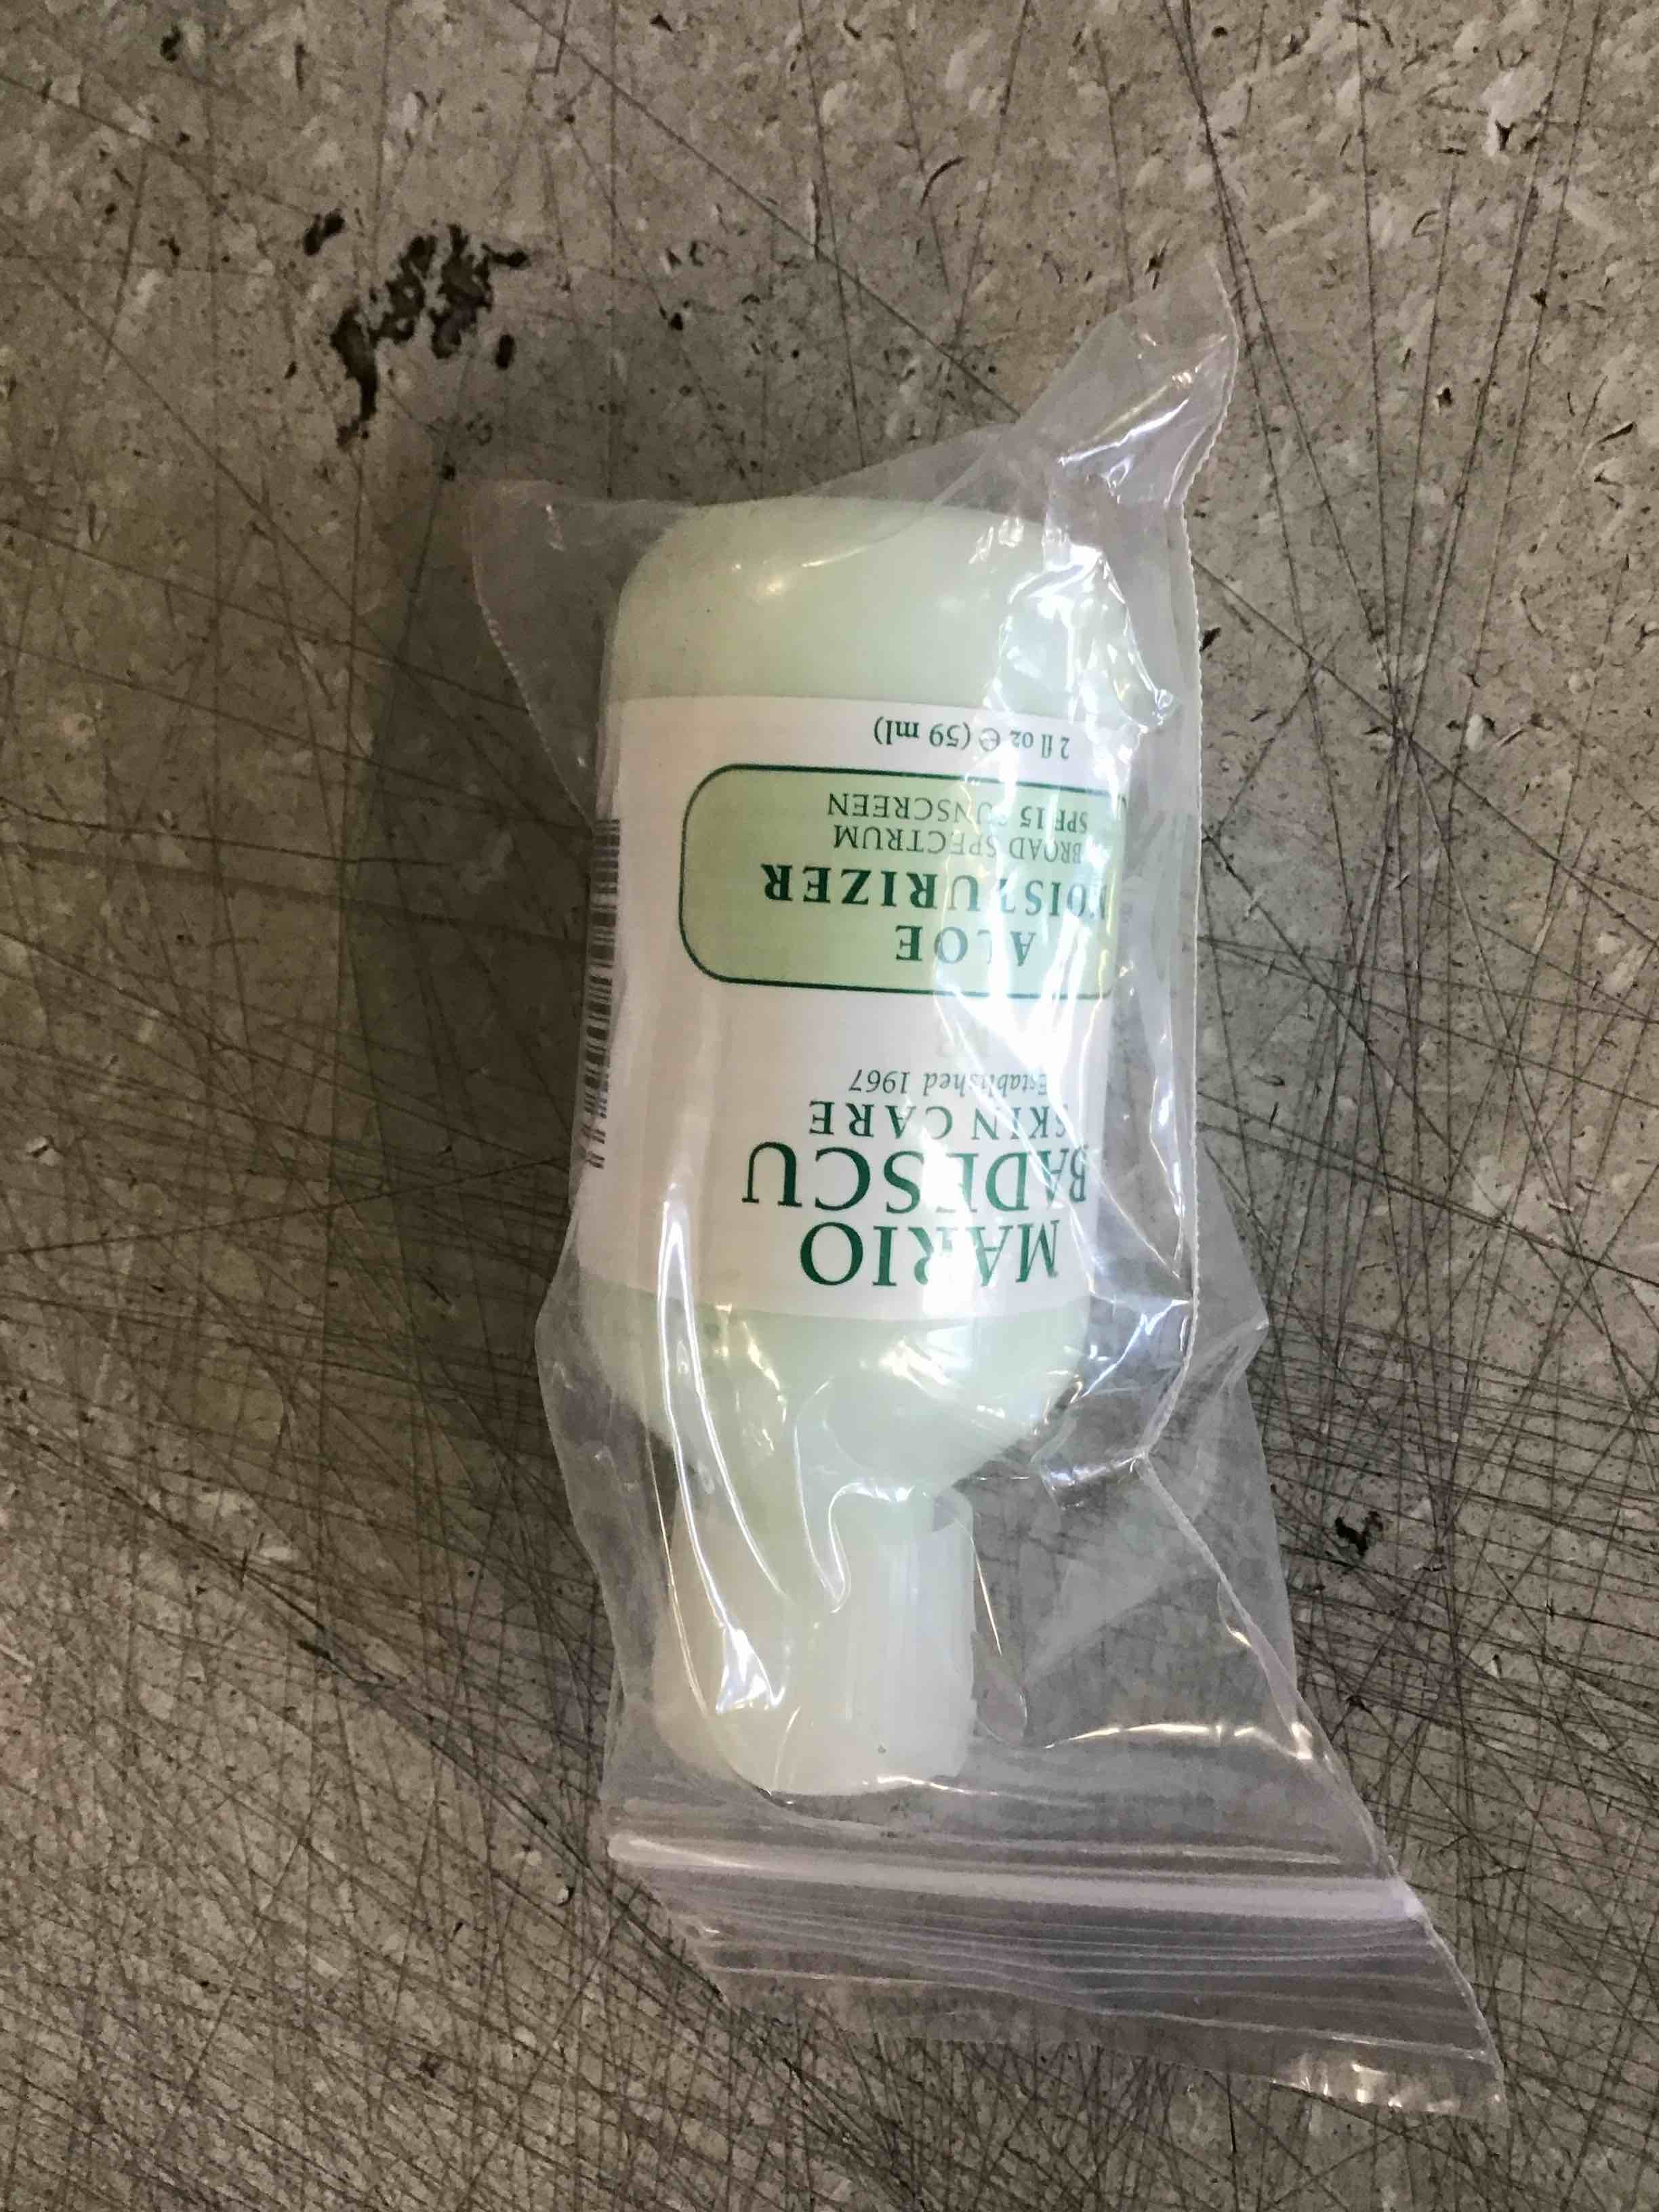 MARIO
BADESCU
SKIN CARE
Established 1967
ALOE
MOISTURIZER
BROAD SPECTRUM
SPF 15 SUNSCREEN
2 fl oz ℮ (59 ml)